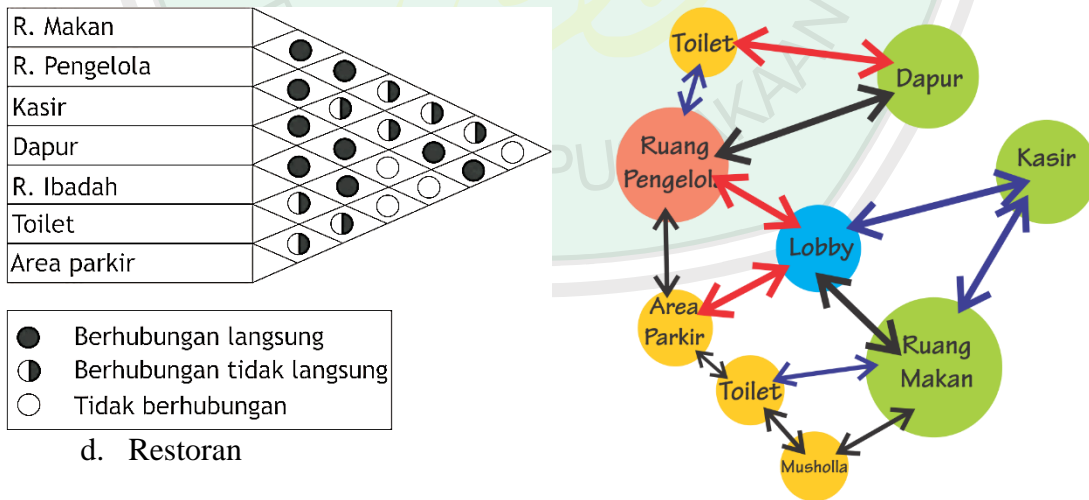 R. Makan
R. Pengelola
Kasir
Dapur
R. Ibadah
Toilet
Area parkir
Berhubungan langsung
Berhubungan tidak langsung
Tidak berhubungan
d. Restoran
Toilet
Dapur
Ruang
Pengelola
Kasir
Lobby
Area
Parkir
Ruang
Makan
Toilet
Musholla